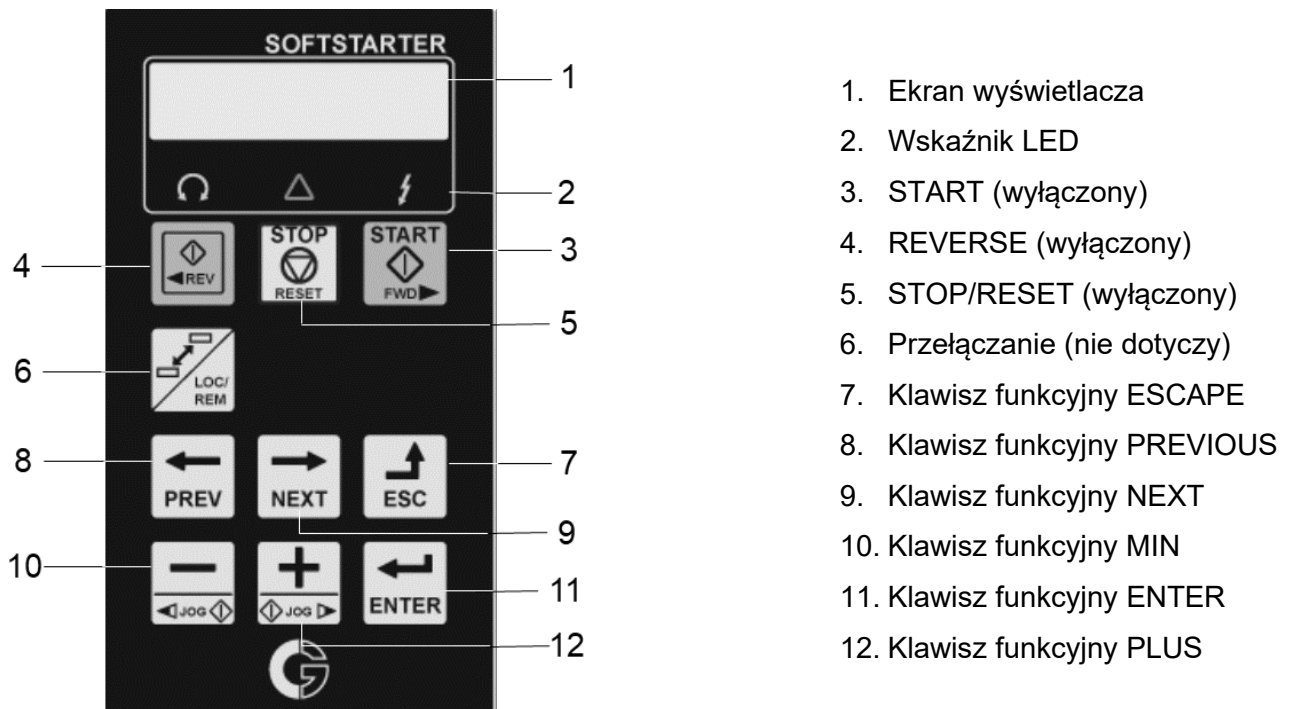 SOFTSTARTER
1
2
REV
STOP
RESET
START
FWD
4
3
5
LOC/
REM
6
PREV
NEXT
ESC
8
7
9
JOG
JOG
ENTER
10
11
12
1. Ekran wyświetlacza
2. Wskaźnik LED
3. START (wyłączony)
4. REVERSE (wyłączony)
5. STOP/RESET (wyłączony)
6. Przełączanie (nie dotyczy)
7. Klawisz funkcyjny ESCAPE
8. Klawisz funkcyjny PREVIOUS
9. Klawisz funkcyjny NEXT
10. Klawisz funkcyjny MIN
11. Klawisz funkcyjny ENTER
12. Klawisz funkcyjny PLUS